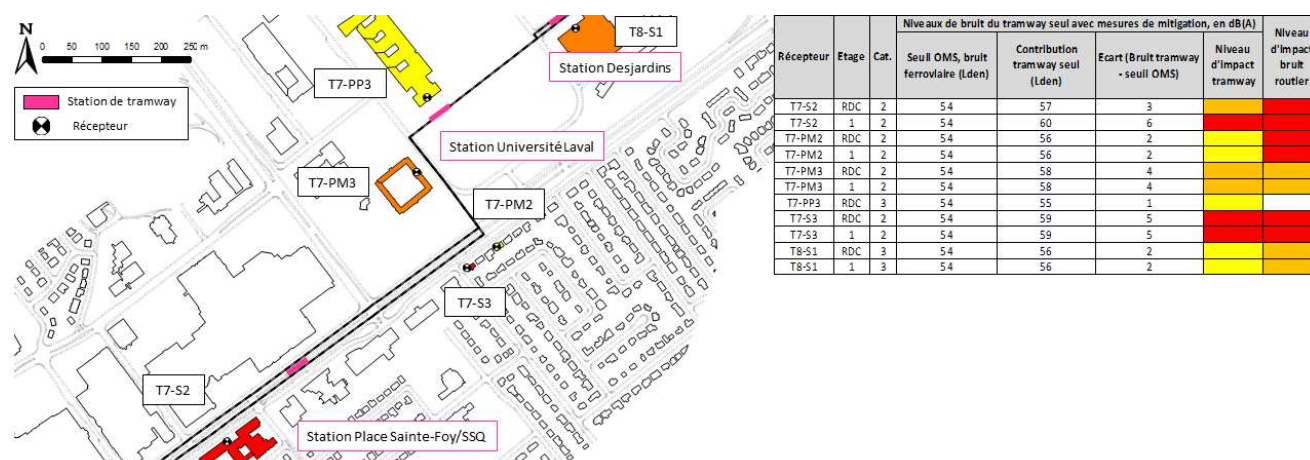 N
0 50 100 150 200 250 m
Station de tramway
Récepteur
T8-S1
Station Desjardins
T7-PP3
Station Université Laval
T7-PM3
T7-PM2
T7-S3
T7-S2
Station Place Sainte-Foy/SSQ
Niveaux de bruit du tramway seul avec mesures de mitigation, en dB(A)
Récepteur Etage Cat. Seuil OMS, bruit ferroviaire (Lden) Contribution tramway seul (Lden) Ecart (Bruit tramway - seuil OMS) Niveau d'impact tramway Niveau d'impact bruit routier
T7-S2 RDC 2 54 57 3
T7-S2 1 2 54 60 6
T7-PM2 RDC 2 54 56 2
T7-PM2 1 2 54 56 2
T7-PM3 RDC 2 54 58 4
T7-PM3 1 2 54 58 4
T7-PP3 RDC 3 54 55 1
T7-S3 RDC 2 54 59 5
T7-S3 1 2 54 59 5
T8-S1 RDC 3 54 56 2
T8-S1 1 3 54 56 2